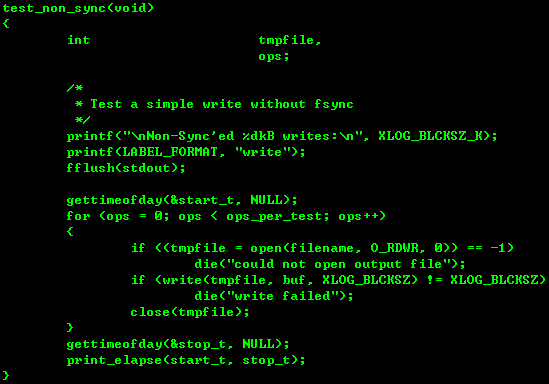 test_non_sync(void)
{
        int                     tmpfile,
                                ops;

        /*
         * Test a simple write without fsync
         */
        printf("\nNon-Sync'ed %dkB writes:\n", XLOG_BLCKSZ_K);
        printf(LABEL_FORMAT, "write");
        fflush(stdout);

        gettimeofday(&start_t, NULL);
        for (ops = 0; ops < ops_per_test; ops++)
        {
                if ((tmpfile = open(filename, O_RDWR, 0)) == -1)
                        die("could not open output file");
                if (write(tmpfile, buf, XLOG_BLCKSZ) != XLOG_BLCKSZ)
                        die("write failed");
                close(tmpfile);
        }
        gettimeofday(&stop_t, NULL);
        print_elapse(start_t, stop_t);
}